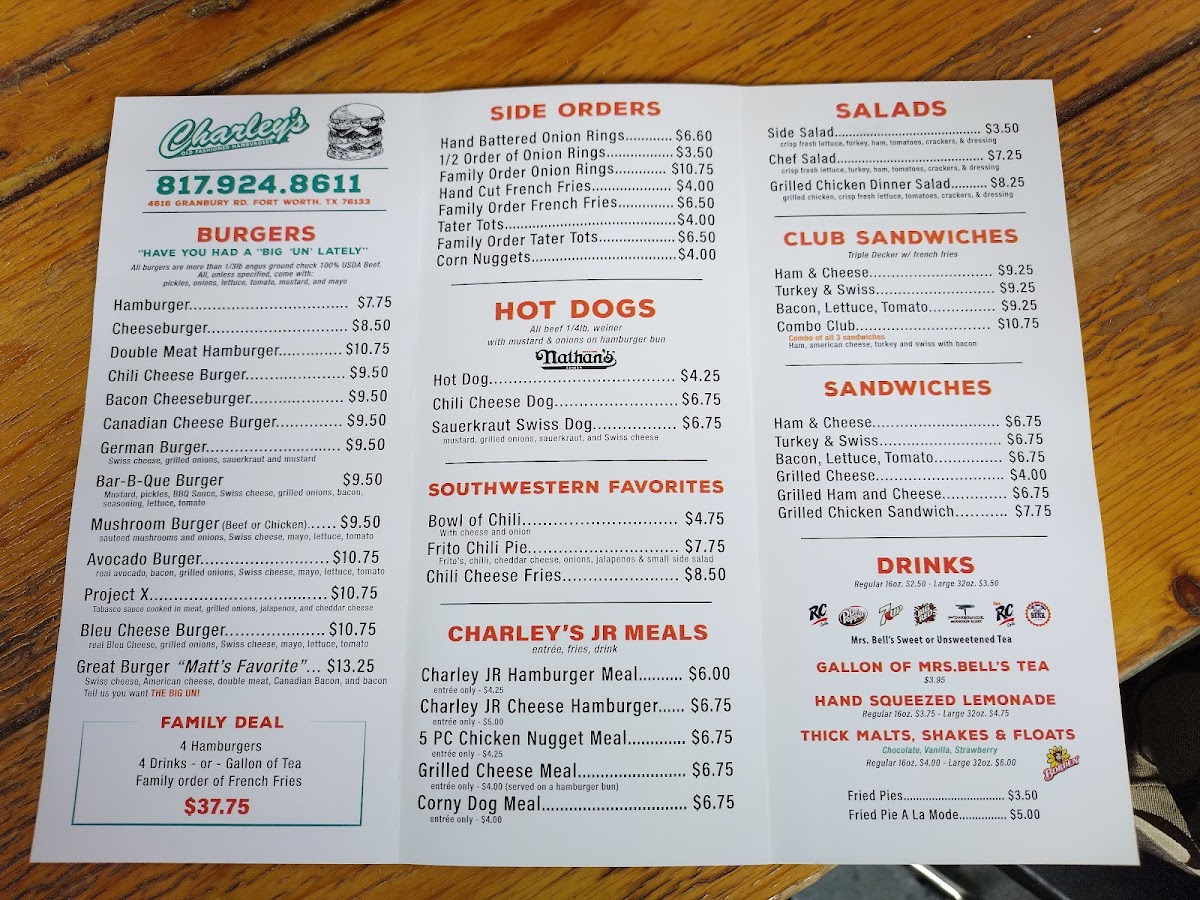 Charley's
OLD FASHIONED HAMBURGERS
817.924.8611
4616 GRANBURY RD. FORT WORTH, TX 76133
BURGERS
"HAVE YOU HAD A "BIG 'UN' LATELY"
All burgers are more than 1/3lb angus ground chuck 100% USDA Beef.
All, unless specified, come with:
pickles, onions, lettuce, tomato, mustard, and mayo
Hamburger............................ $7.75
Cheeseburger......................... $8.50
Double Meat Hamburger............. $10.75
Chili Cheese Burger................... $9.50
Bacon Cheeseburger.................. $9.50
Canadian Cheese Burger............. $9.50
German Burger........................ $9.50
Swiss cheese, grilled onions, sauerkraut and mustard
Bar-B-Que Burger $9.50
Mustard, pickles, BBQ Sauce, Swiss cheese, grilled onions, bacon,
seasoning, lettuce, tomato
Mushroom Burger (Beef or Chicken)...... $9.50
sauteed mushrooms and onions, Swiss cheese, mayo, lettuce, tomato
Avocado Burger........................ $10.75
real avocado, bacon, grilled onions, Swiss cheese, mayo, lettuce, tomato
Project X................................. $10.75
Tabasco sauce cooked in meat, grilled onions, jalapenos, and cheddar cheese
Bleu Cheese Burger................... $10.75
real Bleu Cheese, grilled onions, Swiss cheese, mayo, lettuce, tomato
Great Burger "Matt's Favorite"... $13.25
Swiss cheese, American cheese, double meat, Canadian Bacon, and bacon
Tell us you want THE BIG UN!
FAMILY DEAL
4 Hamburgers
4 Drinks - or - Gallon of Tea
Family order of French Fries
$37.75
SIDE ORDERS
Hand Battered Onion Rings........... $6.60
1/2 Order of Onion Rings............... $3.50
Family Order Onion Rings............. $10.75
Hand Cut French Fries.................. $4.00
Family Order French Fries............. $6.50
Tater Tots..................................$4.00
Family Order Tater Tots................$6.50
Corn Nuggets.............................$4.00
HOT DOGS
All beef 1/4lb. weiner
with mustard & onions on hamburger bun
Nathan's
Hot Dog................................... $4.25
Chili Cheese Dog........................ $6.75
Sauerkraut Swiss Dog................. $6.75
mustard, grilled onions, sauerkraut, and Swiss cheese
SOUTHWESTERN FAVORITES
Bowl of Chili.............................. $4.75
With cheese and onion
Frito Chili Pie............................. $7.75
Frito's, chilli, cheddar cheese, onions, jalapenos & small side salad
Chili Cheese Fries....................... $8.50
CHARLEY'S JR MEALS
entrée, fries, drink
Charley JR Hamburger Meal.......... $6.00
entrée only - $4.25
Charley JR Cheese Hamburger...... $6.75
entrée only - $5.00
5 PC Chicken Nugget Meal............ $6.75
entrée only - $4.25
Grilled Cheese Meal..................... $6.75
entrée only - $4.00 (served on a hamburger bun)
Corny Dog Meal.......................... $6.75
entrée only - $4.00
SALADS
Side Salad.................................... $3.50
crisp fresh lettuce, turkey, ham, tomatoes, crackers, & dressing
Chef Salad.................................... $7.25
crisp fresh lettuce, turkey, ham, tomatoes, crackers, & dressing
Grilled Chicken Dinner Salad......... $8.25
grilled chicken, crisp fresh lettuce, tomatoes, crackers, & dressing
CLUB SANDWICHES
Triple Decker w/ french fries
Ham & Cheese............................. $9.25
Turkey & Swiss............................ $9.25
Bacon, Lettuce, Tomato................ $9.25
Combo Club................................ $10.75
Combo of all 3 sandwiches
Ham, american cheese, turkey and swiss with bacon
SANDWICHES
Ham & Cheese............................. $6.75
Turkey & Swiss............................ $6.75
Bacon, Lettuce, Tomato................ $6.75
Grilled Cheese............................. $4.00
Grilled Ham and Cheese............... $6.75
Grilled Chicken Sandwich............. $7.75
DRINKS
Regular 16oz. $2.50 - Large 32oz. $3.50
RC Dr Pepper 7UP POWERADE RC
Mrs. Bell's Sweet or Unsweetened Tea
GALLON OF MRS.BELL'S TEA
$3.95
HAND SQUEEZED LEMONADE
Regular 16oz. $3.75 - Large 32oz. $4.75
THICK MALTS, SHAKES & FLOATS
Chocolate, Vanilla, Strawberry
Regular 16oz. $4.00 - Large 32oz. $6.00
BORDEN
Fried Pies................................ $3.50
Fried Pie A La Mode............... $5.00